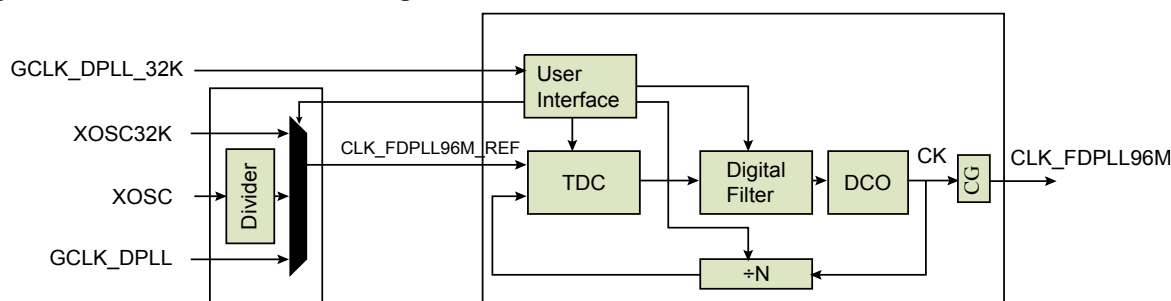 GCLK_DPLL_32K
User
Interface
XOSC32K
CLK_FDPLL96M_REF
XOSC
Divider
TDC
Digital
Filter
DCO
CK
CG
CLK_FDPLL96M
GCLK_DPLL
÷N